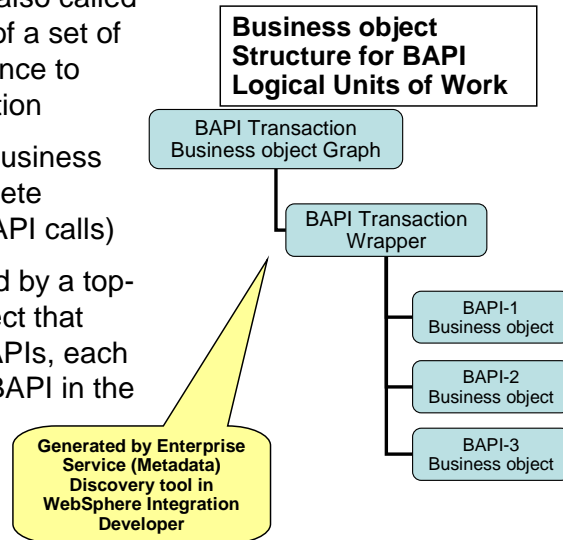 also called
of a set of
ence to
tion
usiness
ete
API calls)
d by a top-
ect that
APIs, each
BAPI in the
Business object
Structure for BAPI
Logical Units of Work
BAPI Transaction
Business object Graph
BAPI Transaction
Wrapper
BAPI-1
Business object
BAPI-2
Business object
BAPI-3
Business object
Generated by Enterprise
Service (Metadata)
Discovery tool in
WebSphere Integration
Developer